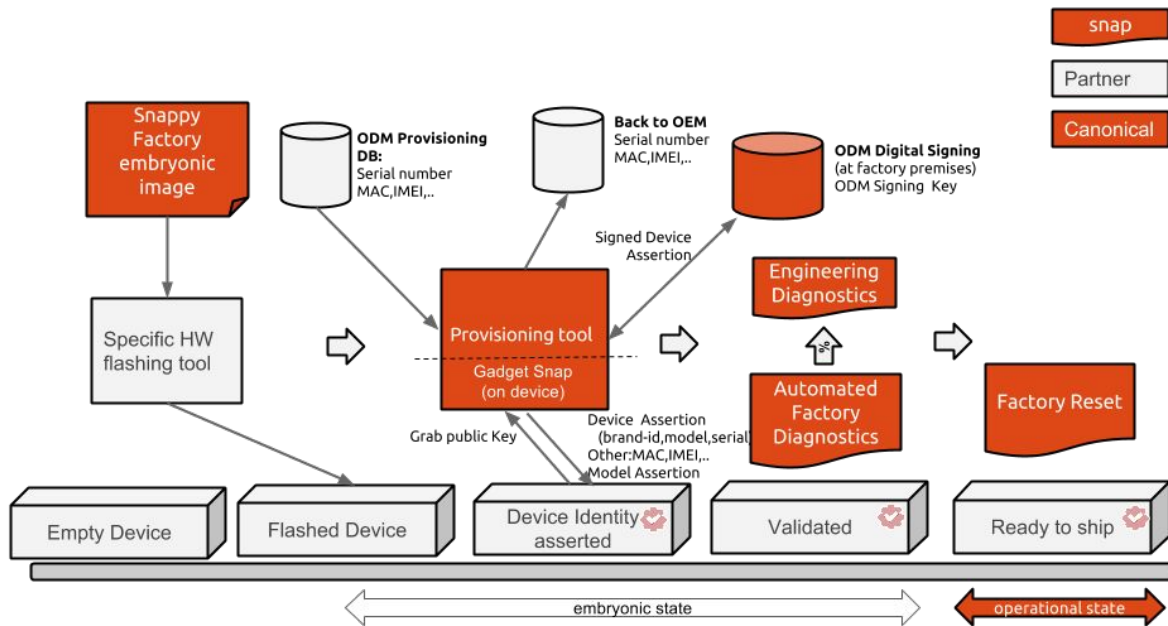 snap
Partner
Canonical
Snappy
Factory
embryonic
image
ODM Provisioning
DB:
Serial number
MAC,IMEI,..
Back to OEM
Serial number
MAC,IMEI,..
ODM Digital Signing
(at factory premises)
ODM Signing Key
Signed Device
Assertion
Specific HW
flashing tool
Provisioning tool
Gadget Snap
(on device)
Engineering
Diagnostics
%
Automated
Factory
Diagnostics
Factory Reset
Grab public Key
Device Assertion
(brand-id,model,serial)
Other:MAC,IMEI,..
Model Assertion
Empty Device
Flashed Device
Device Identity
asserted
Validated
Ready to ship
embryonic state
operational state